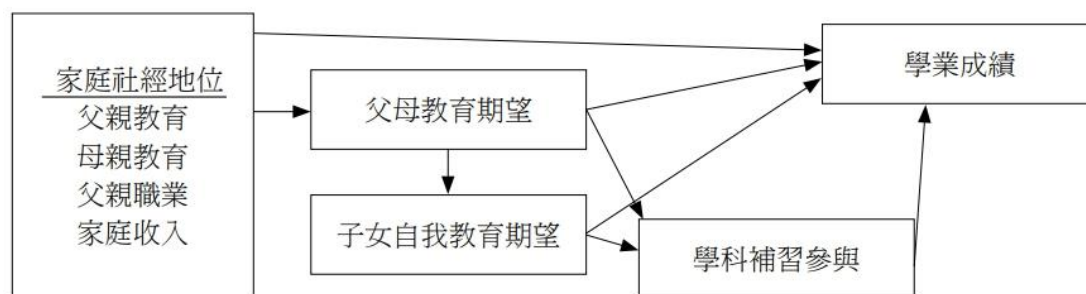 家庭社經地位
父親教育
母親教育
父親職業
家庭收入
父母教育期望
子女自我教育期望
學科補習參與
學業成績